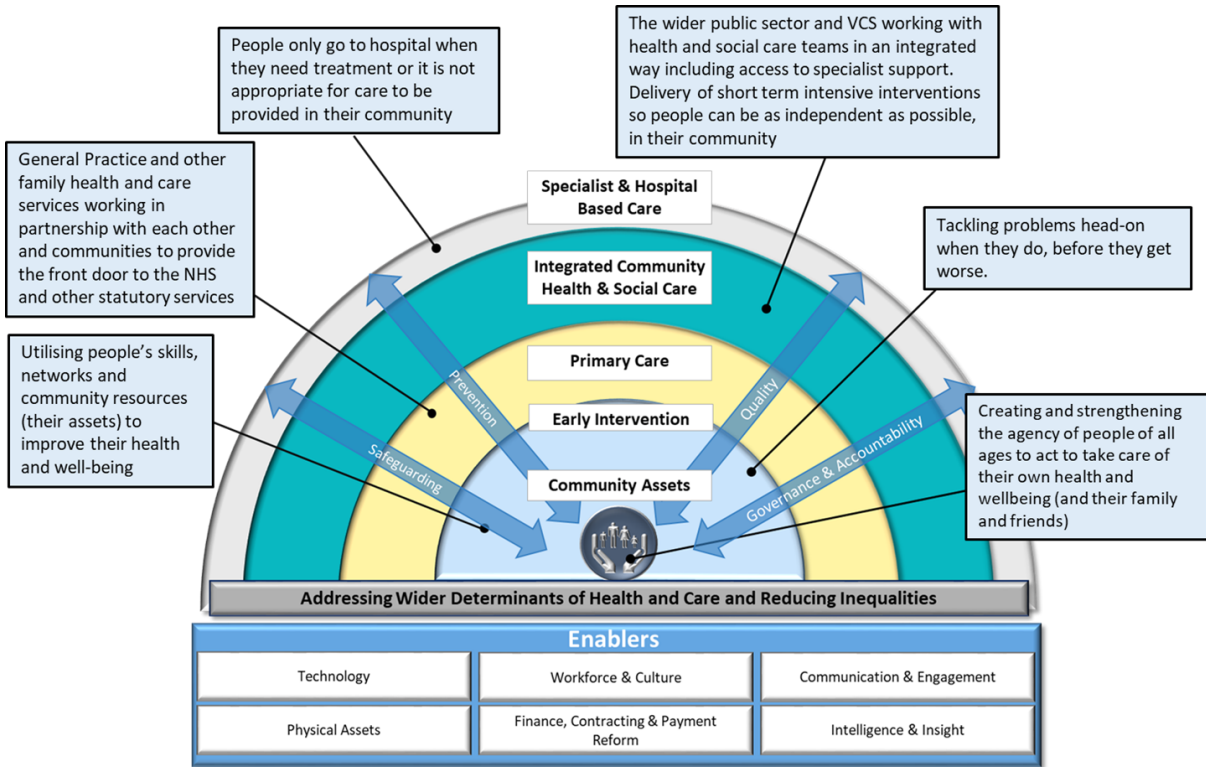 People only go to hospital when
they need treatment or it is not
appropriate for care to be
provided in their community
The wider public sector and VCS working with
health and social care teams in an integrated
way including access to specialist support.
Delivery of short term intensive interventions
so people can be as independent as possible,
in their community
General Practice and other
family health and care
services working in
partnership with each other
and communities to provide
the front door to the NHS
and other statutory services
Tackling problems head-on
when they do, before they get
worse.
Utilising people’s skills,
networks and
community resources
(their assets) to
improve their health
and well-being
Creating and strengthening
the agency of people of all
ages to act to take care of
their own health and
wellbeing (and their family
and friends)
Specialist & Hospital
Based Care
Integrated Community
Health & Social Care
Primary Care
Early Intervention
Community Assets
Safeguarding
Prevention
Quality
Governance & Accountability
Addressing Wider Determinants of Health and Care and Reducing Inequalities
Enablers
Technology
Workforce & Culture
Communication & Engagement
Physical Assets
Finance, Contracting & Payment
Reform
Intelligence & Insight